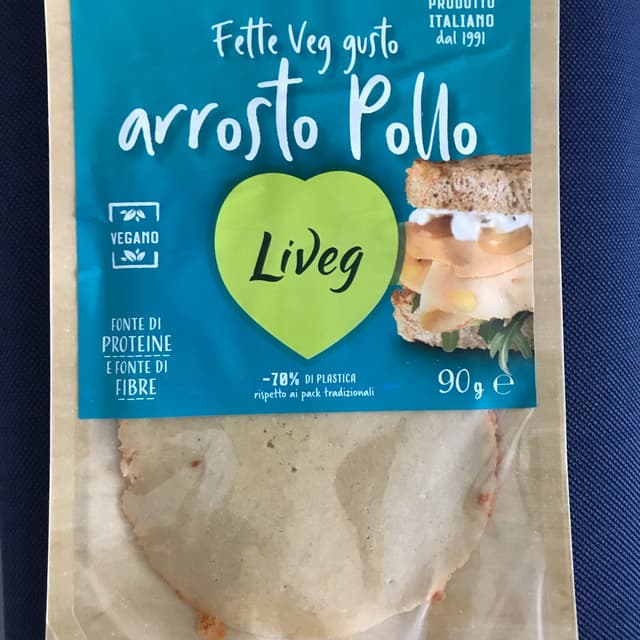 PRODOTTO
ITALIANO
dal 1991
Fette Veg gusto
arrosto Pollo
LiVeg
VEGANO
FONTE DI
PROTEINE
E FONTE DI
FIBRE
-70% DI PLASTICA
rispetto ai pack tradizionali
90 g ℮